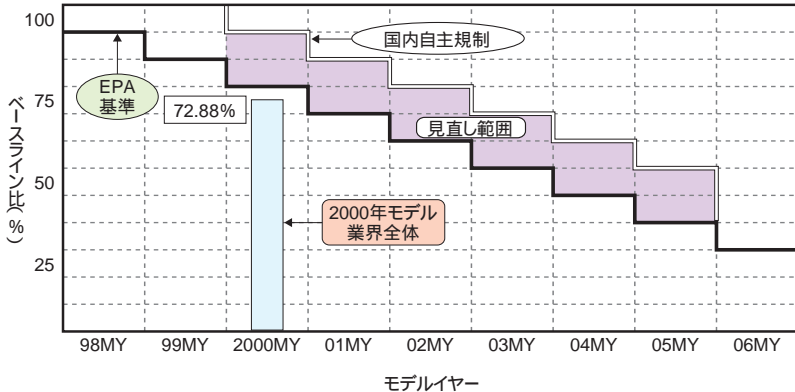 100
75
50
25
ベースライン比(%)
国内自主規制
EPA
基準
72.88%
見直し範囲
2000年モデル
業界全体
98MY
99MY
2000MY
01MY
02MY
03MY
04MY
05MY
06MY
モデルイヤー